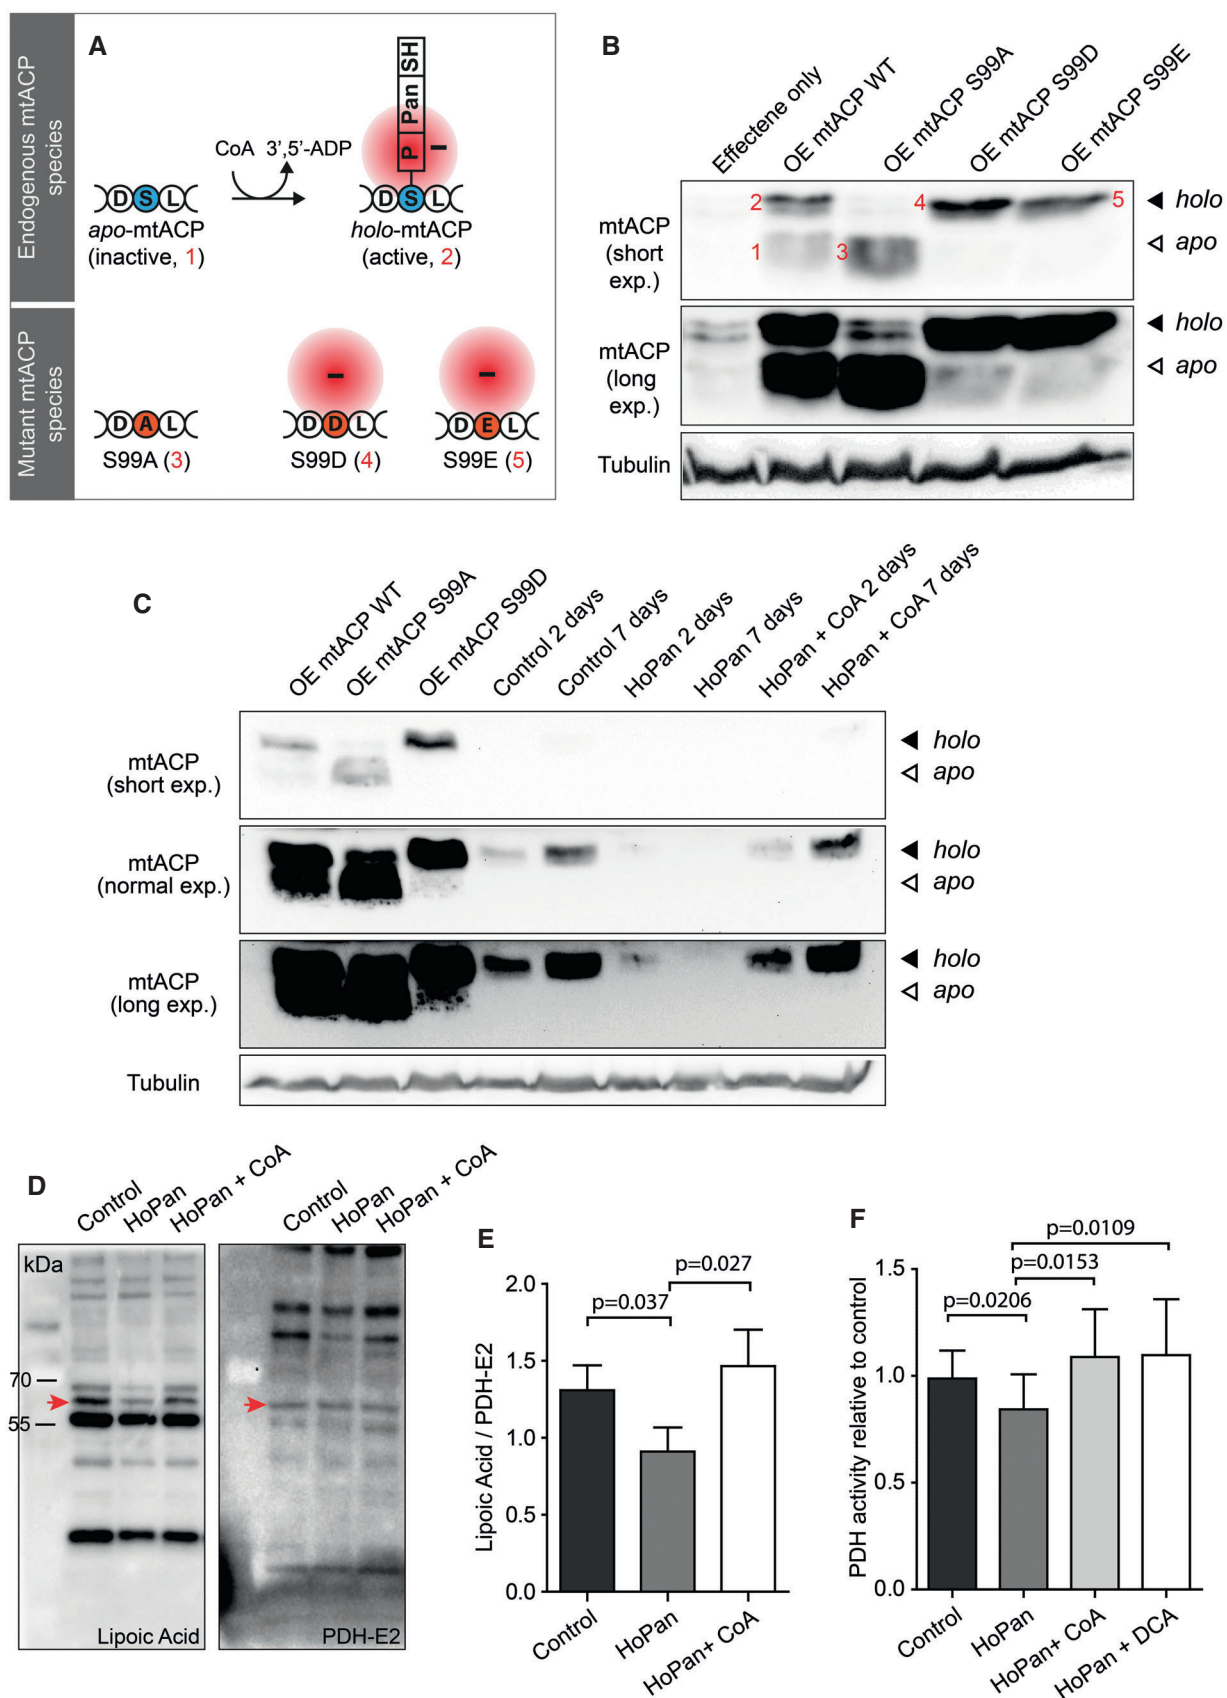 A
Endogenous mtACP
species
Mutant mtACP
species
P Pan SH
–
CoA 3’,5’-ADP
D S L
D S L
apo-mtACP
holo-mtACP
(inactive, 1)
(active, 2)
–
–
D A L
D D L
D E L
S99A (3)
S99D (4)
S99E (5)
B
Effectene only
OE mtACP WT
OE mtACP S99A
OE mtACP S99D
OE mtACP S99E
mtACP
(short
exp.)
2
4
5
1
3
holo
apo
mtACP
(long
exp.)
holo
apo
Tubulin
C
OE mtACP WT
OE mtACP S99A
OE mtACP S99D
Control 2 days
Control 7 days
HoPan 2 days
HoPan 7 days
HoPan + CoA 2 days
HoPan + CoA 7 days
mtACP
(short exp.)
holo
apo
mtACP
(normal exp.)
holo
apo
mtACP
(long exp.)
holo
apo
Tubulin
D
Control
HoPan
HoPan + CoA
Control
HoPan
HoPan + CoA
kDa
70
55
Lipoic Acid
PDH-E2
E
Lipoic Acid / PDH-E2
2.0
1.5
1.0
0.5
0.0
p=0.037
p=0.027
Control
HoPan
HoPan+ CoA
F
PDH activity relative to control
1.5
1.0
0.5
0.0
p=0.0109
p=0.0153
p=0.0206
Control
HoPan
HoPan+ CoA
HoPan + DCA